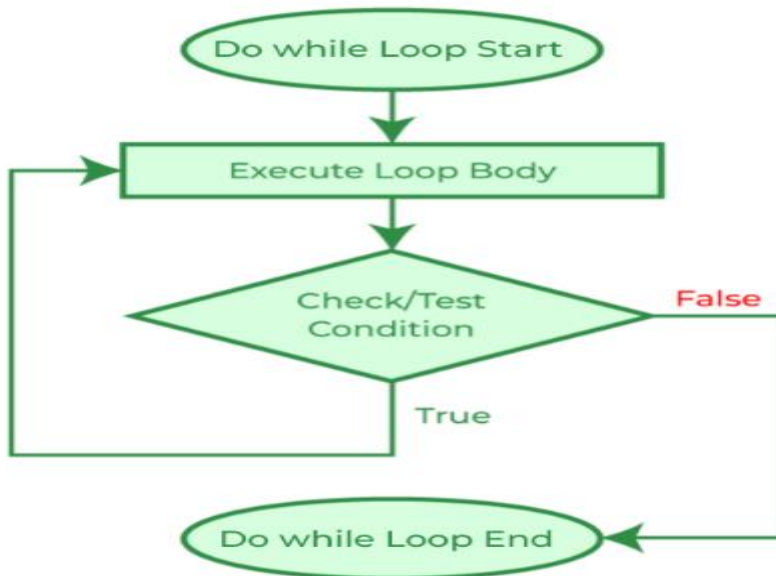 Do while Loop Start
Execute Loop Body
Check/Test
Condition
False
True
Do while Loop End